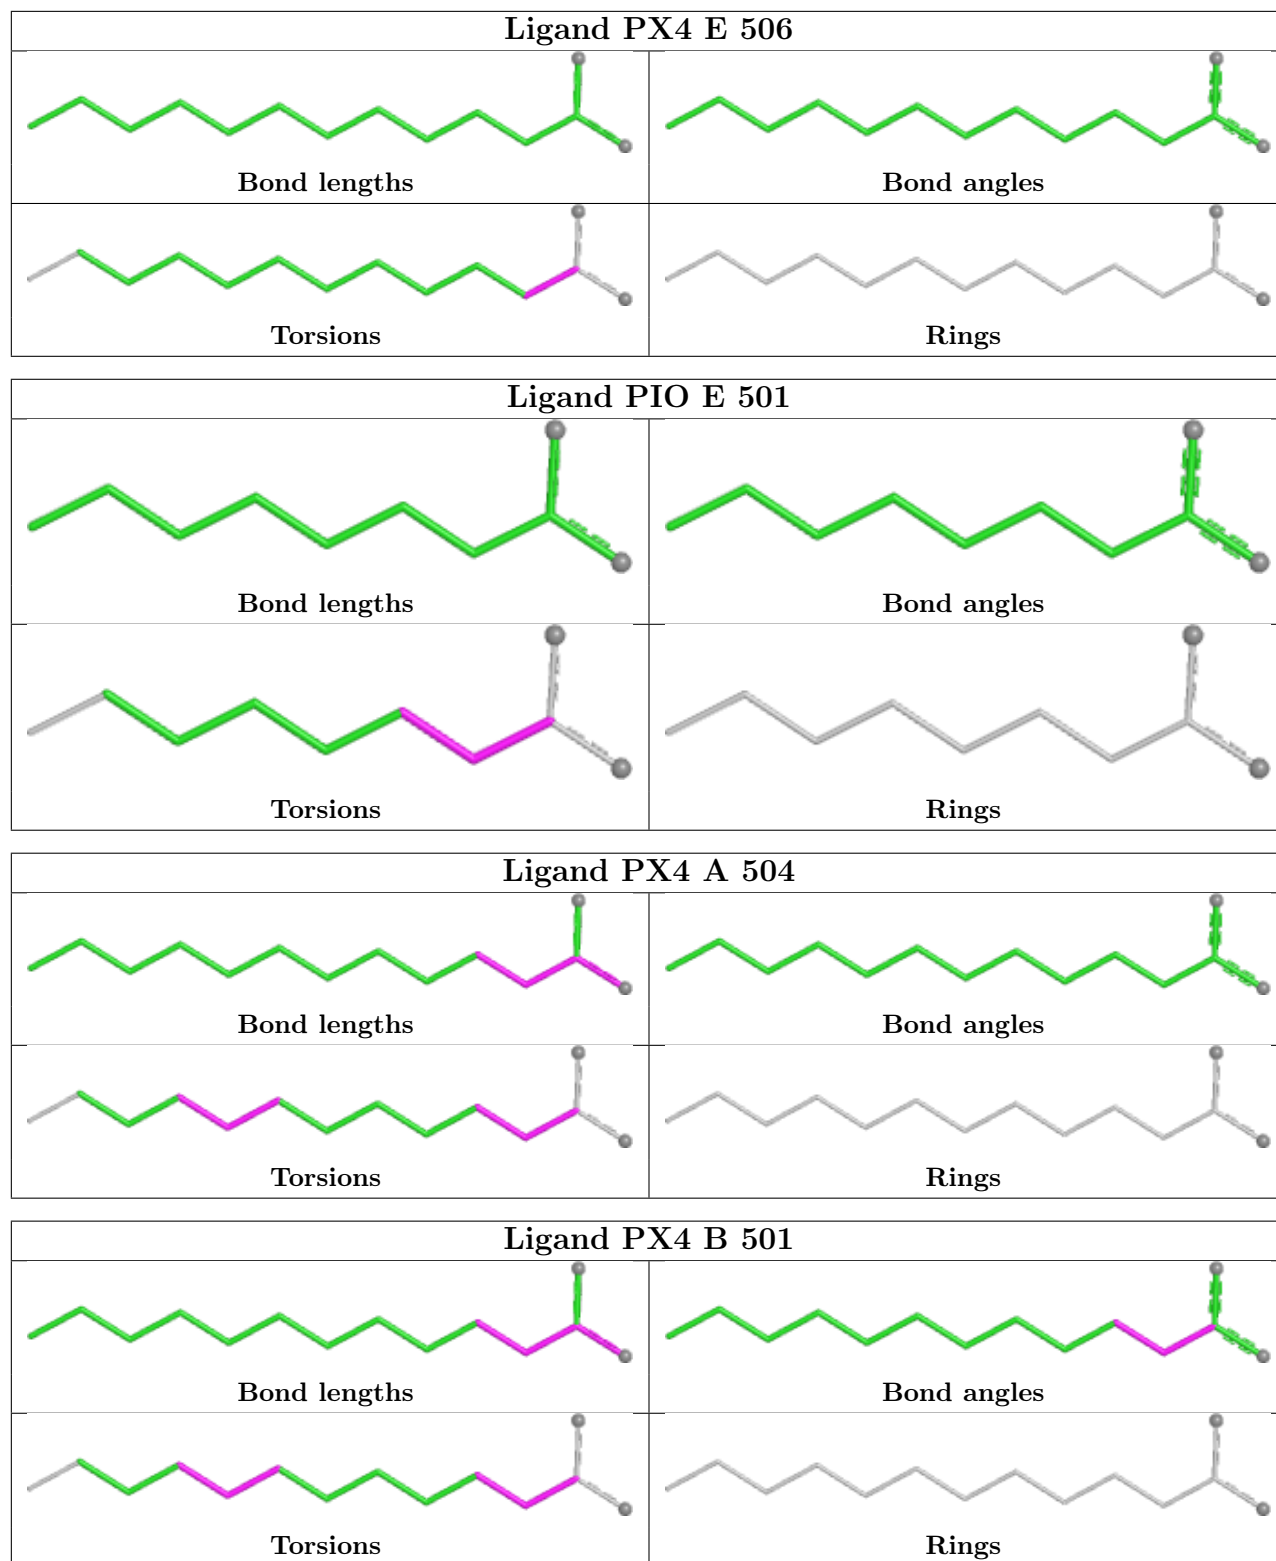 Ligand PX4 E 506
Bond lengths
Bond angles
Torsions
Rings
Ligand PIO E 501
Bond lengths
Bond angles
Torsions
Rings
Ligand PX4 A 504
Bond lengths
Bond angles
Torsions
Rings
Ligand PX4 B 501
Bond lengths
Bond angles
Torsions
Rings